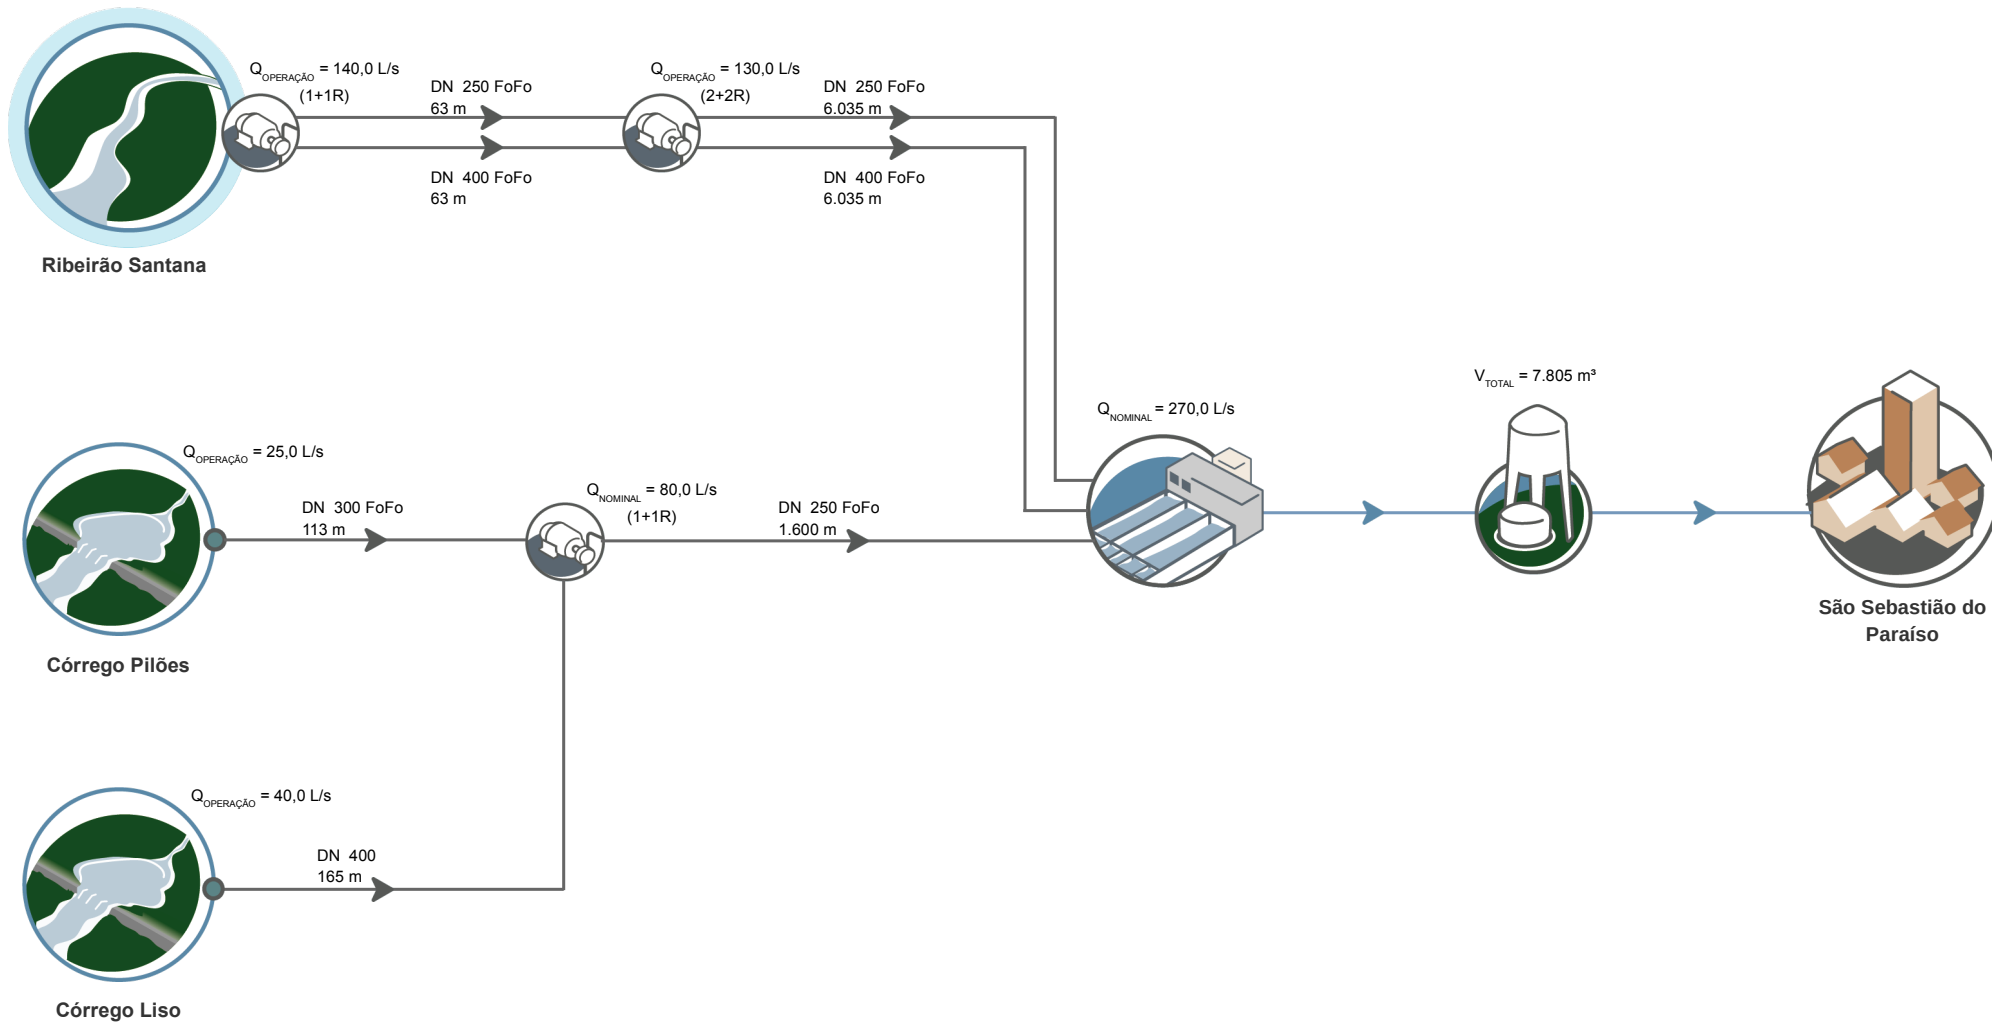 Q OPERAÇÃO = 140,0 L/s
(1+1R)
DN 250 FoFo
63 m
DN 400 FoFo
63 m
Q OPERAÇÃO = 130,0 L/s
(2+2R)
DN 250 FoFo
6.035 m
DN 400 FoFo
6.035 m
Ribeirão Santana
Q OPERAÇÃO = 25,0 L/s
DN 300 FoFo
113 m
Q NOMINAL = 80,0 L/s
(1+1R)
DN 250 FoFo
1.600 m
Q NOMINAL = 270,0 L/s
V TOTAL = 7.805 m³
São Sebastião do
Paraíso
Córrego Pilões
Q OPERAÇÃO = 40,0 L/s
DN 400
165 m
Córrego Liso